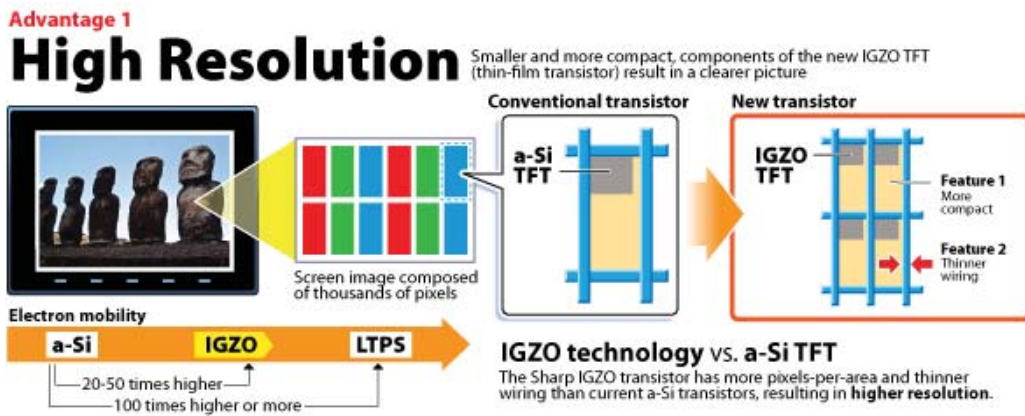 Advantage 1
High Resolution
Smaller and more compact, components of the new IGZO TFT
(thin-film transistor) result in a clearer picture
Conventional transistor
New transistor
a-Si
TFT
IGZO
TFT
Feature 1
More
compact
Feature 2
Thinner
wiring
Screen image composed
of thousands of pixels
Electron mobility
a-Si
IGZO
LTPS
20-50 times higher
100 times higher or more
IGZO technology vs. a-Si TFT
The Sharp IGZO transistor has more pixels-per-area and thinner
wiring than current a-Si transistors, resulting in higher resolution.